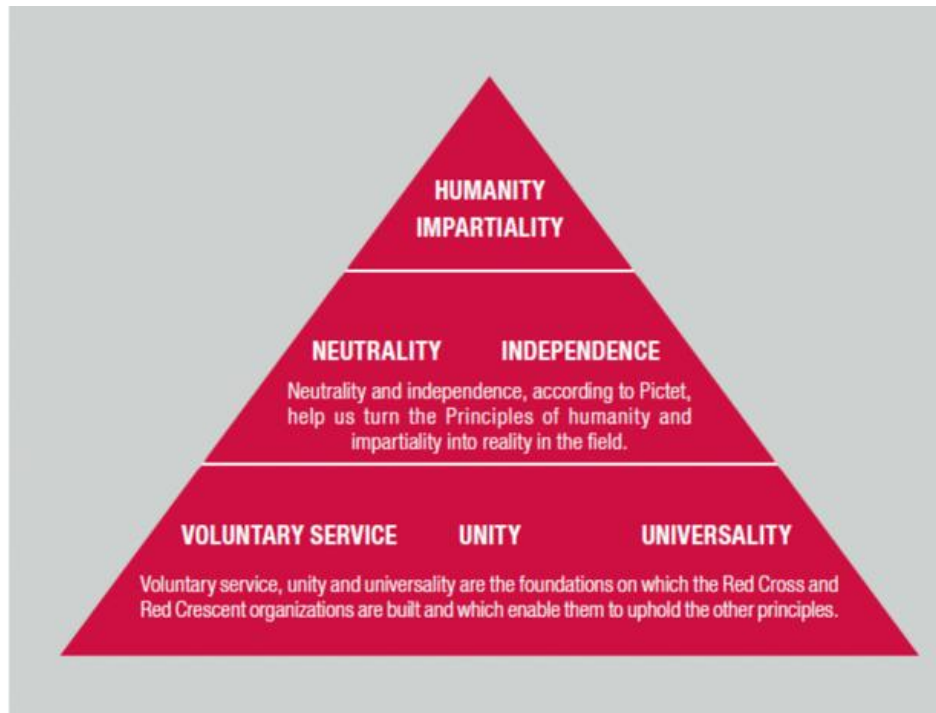 HUMANITY
IMPARTIALITY
NEUTRALITY INDEPENDENCE
Neutrality and independence, according to Pictet,
help us turn the Principles of humanity and
impartiality into reality in the field.
VOLUNTARY SERVICE UNITY UNIVERSALITY
Voluntary service, unity and universality are the foundations on which the Red Cross and
Red Crescent organizations are built and which enable them to uphold the other principles.